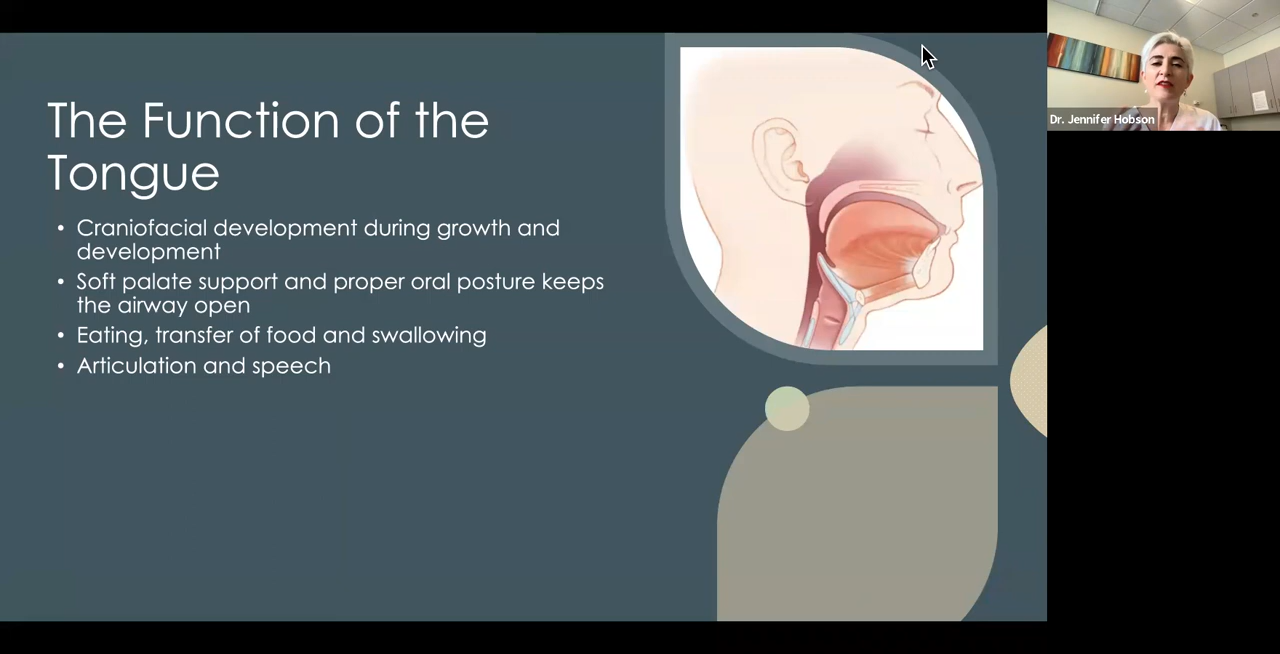 The Function of the
Tongue
• Craniofacial development during growth and
development
• Soft palate support and proper oral posture keeps
the airway open
• Eating, transfer of food and swallowing
• Articulation and speech
Dr. Jennifer Hobson